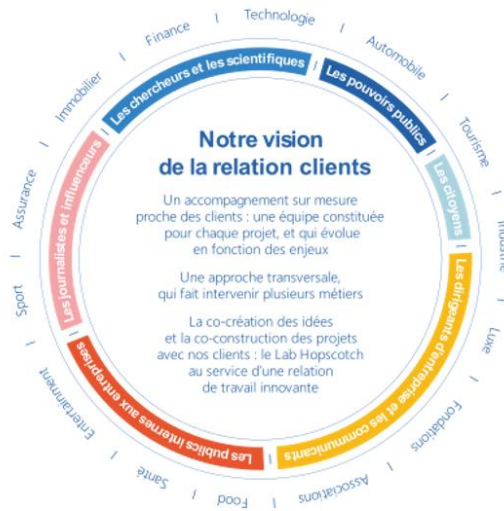 Technologie
Automobile
Tourisme
Industrie
Luxe
Fondations
Associations
Food
Santé
Entertainment
Sport
Assurance
Immobilier
Finance
Les chercheurs et les scientifiques
Les pouvoirs publics
Les citoyens
Les dirigeants d'entreprise et les communicants
Les publics internes aux entreprises
Les journalistes et influenceurs
Notre vision
de la relation clients
Un accompagnement sur mesure
proche des clients : une équipe constituée
pour chaque projet, et qui évolue
en fonction des enjeux
Une approche transversale,
qui fait intervenir plusieurs métiers
La co-création des idées
et la co-construction des projets
avec nos clients : le Lab Hopscotch
au service d'une relation
de travail innovante